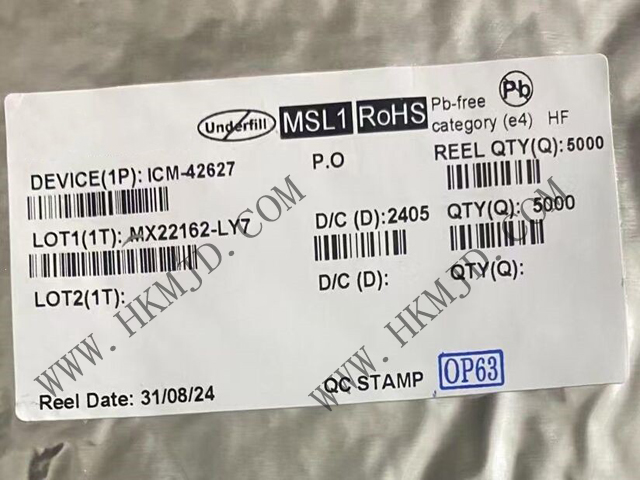 Underfill MSL1 RoHS Pb-free category (e4) HF Pb
DEVICE(1P): ICM-42627 P.O REEL QTY(Q): 5000
LOT1(1T): MX22162-LY7 D/C (D):2405 QTY(Q): 5000
LOT2(1T): D/C (D): QTY(Q):
Reel Date: 31/08/24 QC STAMP OP63
WWW.HKMJD.COM
WWW.HKMJD.COM